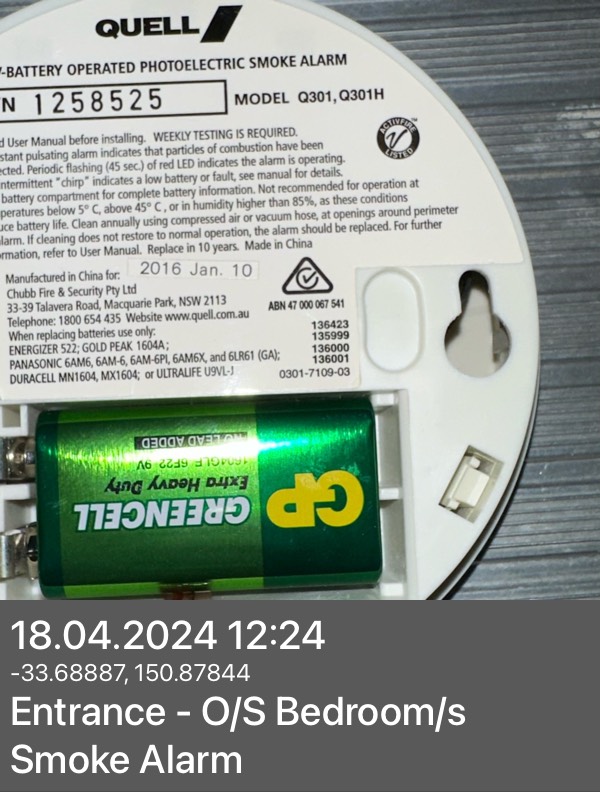 QUELL
-BATTERY OPERATED PHOTOELECTRIC SMOKE ALARM
N 1258525
MODEL Q301, Q301H
ACTIVFIRE
LISTED
d User Manual before installing. WEEKLY TESTING IS REQUIRED.
stant pulsating alarm indicates that particles of combustion have been
cted. Periodic flashing (45 sec.) of red LED indicates the alarm is operating.
ntermittent "chirp" indicates a low battery or fault, see manual for details.
battery compartment for complete battery information. Not recommended for operation at
peratures below 5° C, above 45° C, or in humidity higher than 85%, as these conditions
uce battery life. Clean annually using compressed air or vacuum hose, at openings around perimeter
larm. If cleaning does not restore to normal operation, the alarm should be replaced. For further
rmation, refer to User Manual. Replace in 10 years. Made in China
Manufactured in China for: 2016 Jan. 10
Chubb Fire & Security Pty Ltd
33-39 Talavera Road, Macquarie Park, NSW 2113
Telephone: 1800 654 435 Website www.quell.com.au
When replacing batteries use only:
ENERGIZER 522; GOLD PEAK 1604A;
PANASONIC 6AM6, 6AM-6, 6AM-6PI, 6AM6X, and 6LR61 (GA);
DURACELL MN1604, MX1604; or ULTRALIFE U9VL-J
ABN 47 000 067 541
136423
135999
136000
136001
0301-7109-03
NO LEAD ADDED
1604GLF 6F22 9V
Extra Heavy Duty
GREENCELL
GP
18.04.2024 12:24
-33.68887, 150.87844
Entrance - O/S Bedroom/s
Smoke Alarm